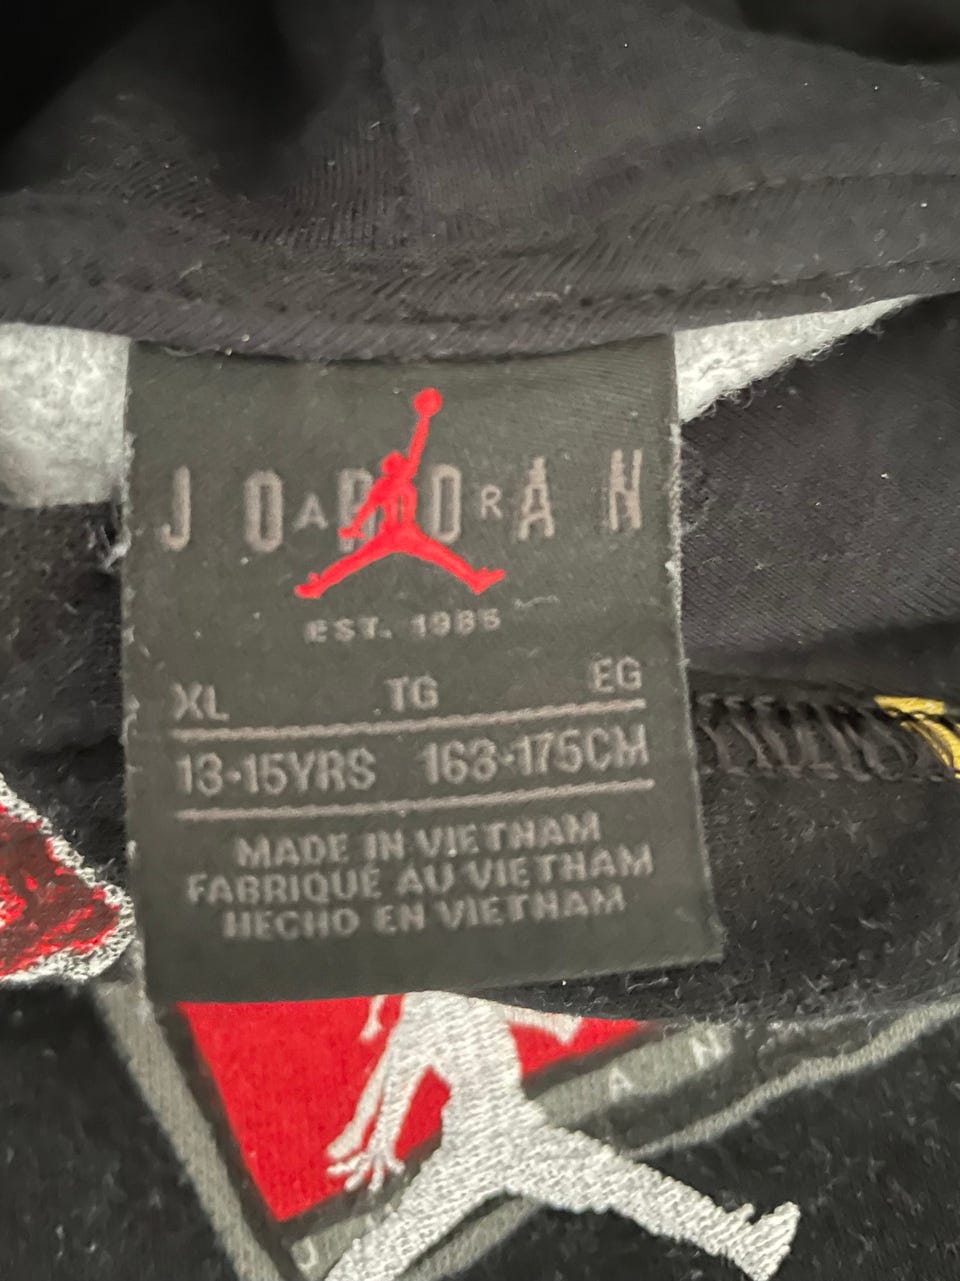 JORDAN
AIR
EST. 1985
XL TG EG
13-15YRS 163-175CM
MADE IN VIETNAM
FABRIQUÉ AU VIETNAM
HECHO EN VIETNAM
A N
J